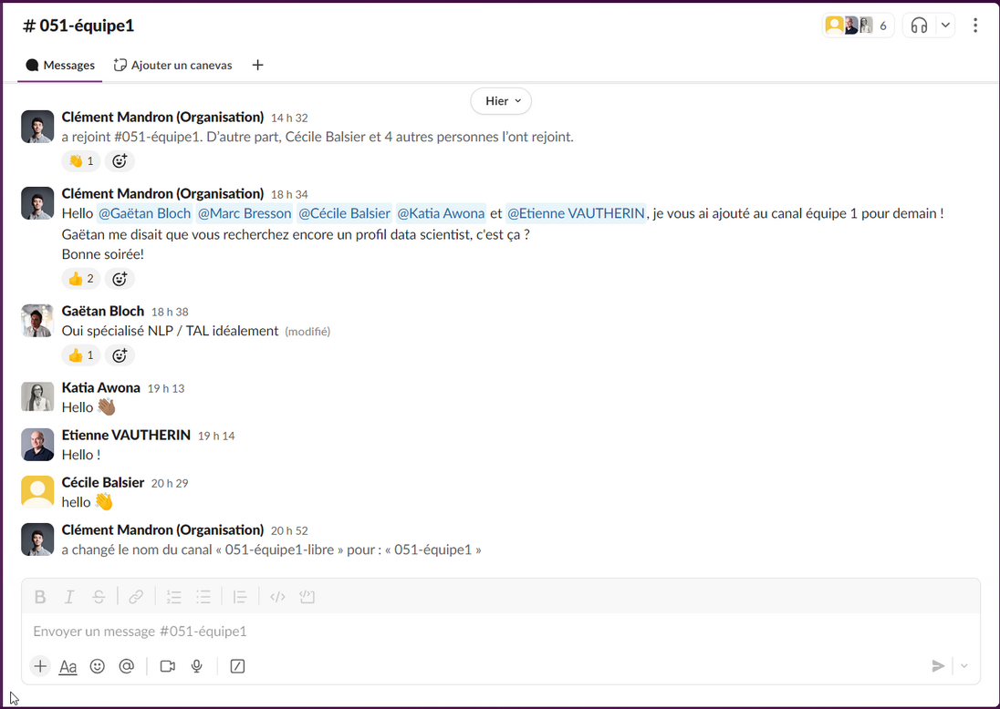 # 051-équipe1
6
Messages
Ajouter un canevas
Hier
Clément Mandron (Organisation) 14 h 32
a rejoint #051-équipe1. D’autre part, Cécile Balsier et 4 autres personnes l’ont rejoint.
👋 1
Clément Mandron (Organisation) 18 h 34
Hello @Gaëtan Bloch @Marc Bresson @Cécile Balsier @Katia Awona et @Etienne VAUTHERIN, je vous ai ajouté au canal équipe 1 pour demain !
Gaëtan me disait que vous recherchez encore un profil data scientist, c'est ça ?
Bonne soirée!
👍 2
Gaëtan Bloch 18 h 38
Oui spécialisé NLP / TAL idéalement (modifié)
👍 1
Katia Awona 19 h 13
Hello 👋🏽
Etienne VAUTHERIN 19 h 14
Hello !
Cécile Balsier 20 h 29
hello 👋
Clément Mandron (Organisation) 20 h 52
a changé le nom du canal « 051-équipe1-libre » pour : « 051-équipe1 »
B I S
Envoyer un message #051-équipe1
Aa